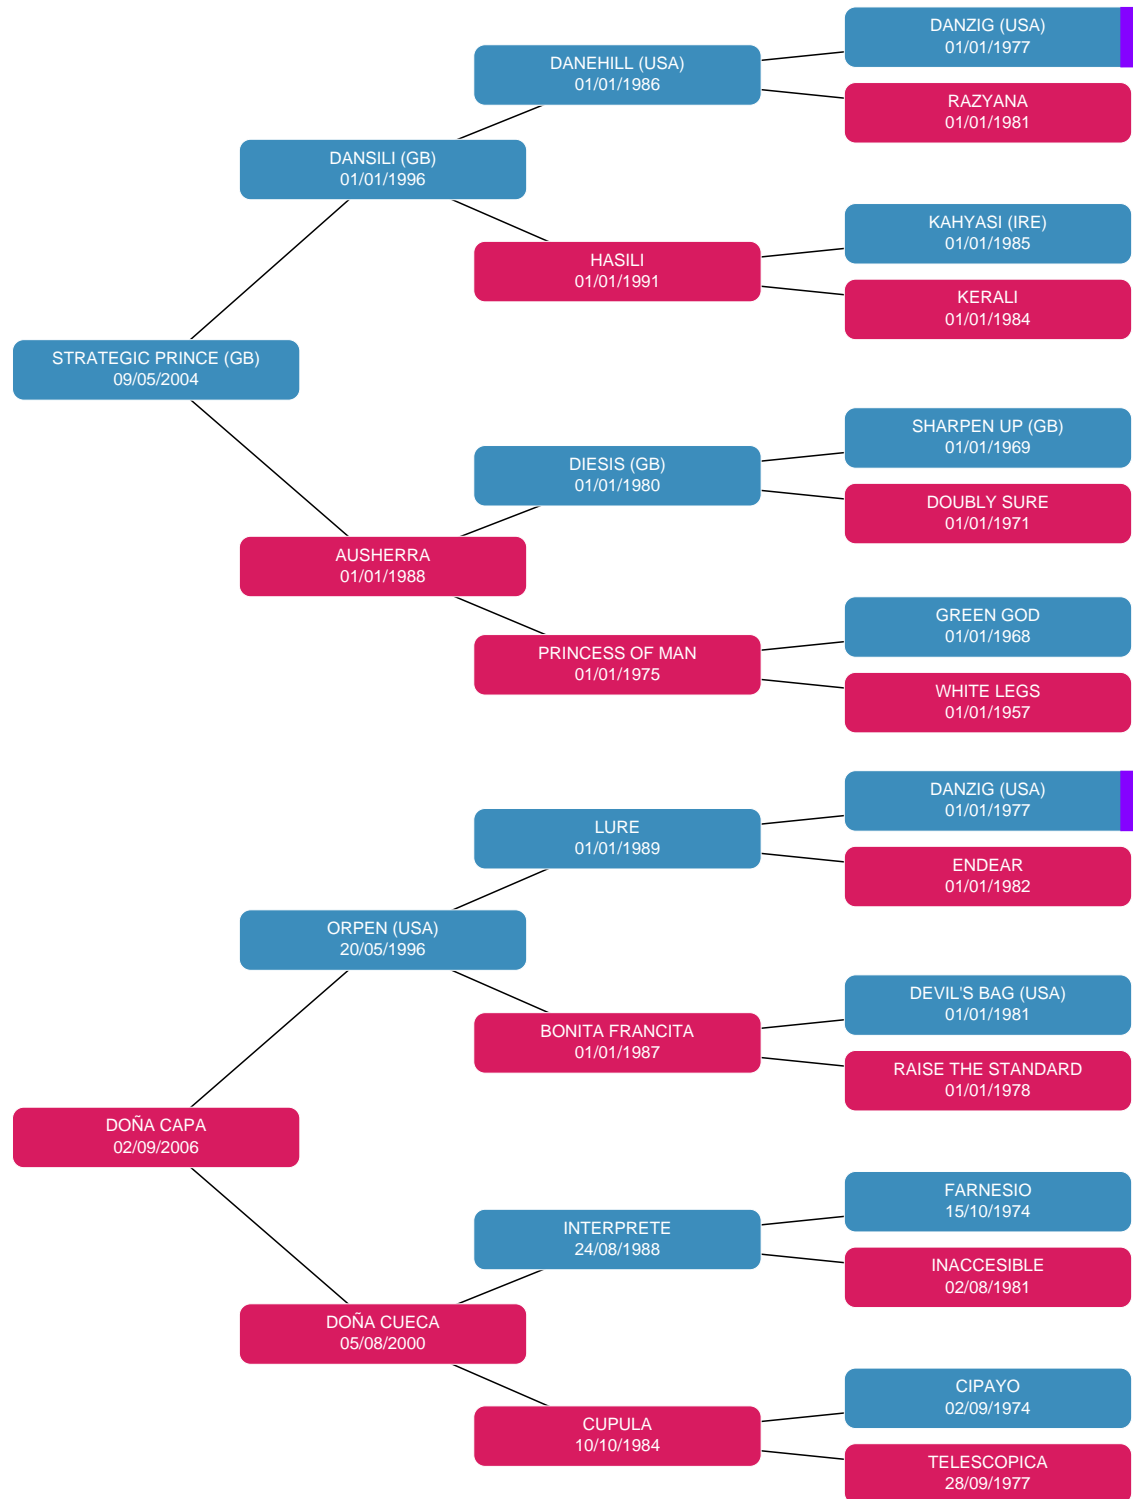 DANZIG (USA)
01/01/1977
DANEHILL (USA)
01/01/1986
RAZYANA
01/01/1981
DANSILI (GB)
01/01/1996
KAHYASI (IRE)
01/01/1985
HASILI
01/01/1991
KERALI
01/01/1984
STRATEGIC PRINCE (GB)
09/05/2004
SHARPEN UP (GB)
01/01/1969
DIESIS (GB)
01/01/1980
DOUBLY SURE
01/01/1971
AUSHERRA
01/01/1988
GREEN GOD
01/01/1968
PRINCESS OF MAN
01/01/1975
WHITE LEGS
01/01/1957
DANZIG (USA)
01/01/1977
LURE
01/01/1989
ENDEAR
01/01/1982
ORPEN (USA)
20/05/1996
DEVIL'S BAG (USA)
01/01/1981
BONITA FRANCITA
01/01/1987
RAISE THE STANDARD
01/01/1978
DOÑA CAPA
02/09/2006
FARNESIO
15/10/1974
INTERPRETE
24/08/1988
INACCESIBLE
02/08/1981
DOÑA CUECA
05/08/2000
CIPAYO
02/09/1974
CUPULA
10/10/1984
TELESCOPICA
28/09/1977